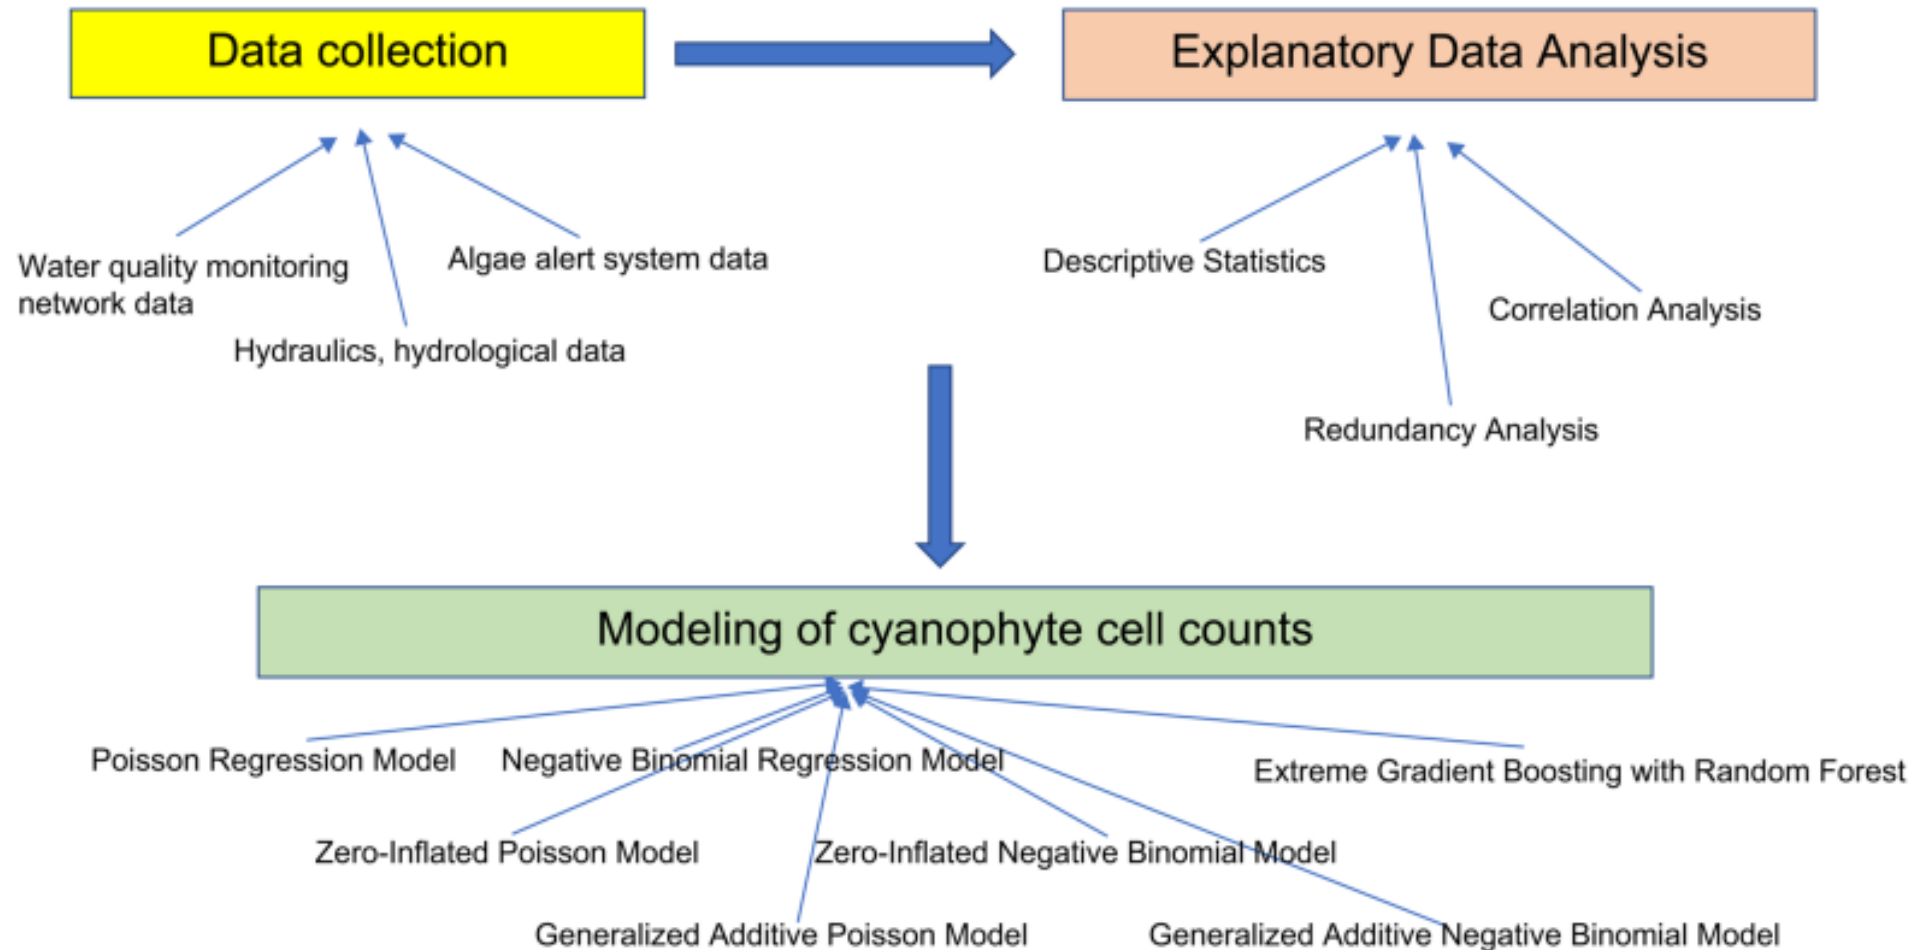 Data collection
Explanatory Data Analysis
Water quality monitoring
network data
Algae alert system data
Hydraulics, hydrological data
Descriptive Statistics
Correlation Analysis
Redundancy Analysis
Modeling of cyanophyte cell counts
Poisson Regression Model
Negative Binomial Regression Model
Extreme Gradient Boosting with Random Forest
Zero-Inflated Poisson Model
Zero-Inflated Negative Binomial Model
Generalized Additive Poisson Model
Generalized Additive Negative Binomial Model